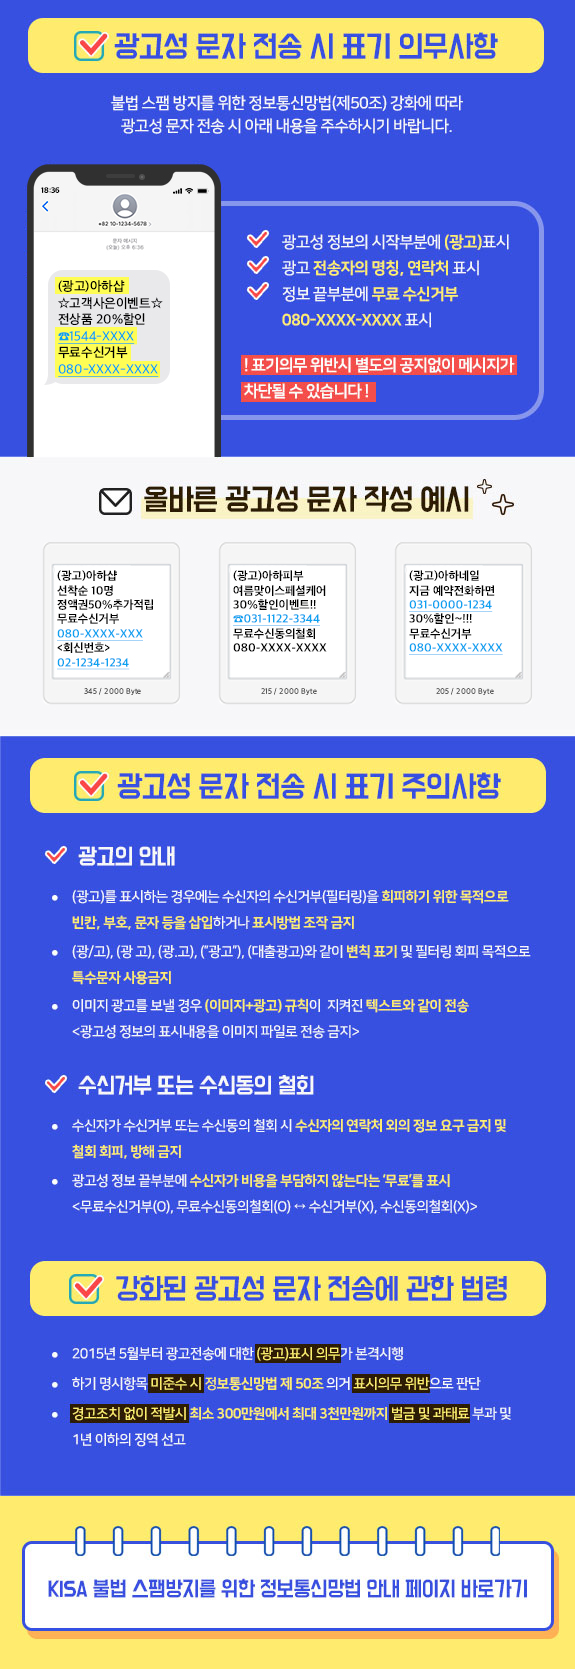 광고성 문자 전송 시 표기 의무사항
불법 스팸 방지를 위한 정보통신망법(제50조) 강화에 따라
광고성 문자 전송 시 아래 내용을 주수하시기 바랍니다.
18:36
+82 10-1234-5678 >
문자 메시지
(오늘) 오후 6:36
(광고)아하샵
☆고객사은이벤트☆
전상품 20%할인
☎1544-XXXX
무료수신거부
080-XXXX-XXXX
광고성 정보의 시작부분에 (광고)표시
광고 전송자의 명칭, 연락처 표시
정보 끝부분에 무료 수신거부
080-XXXX-XXXX 표시
! 표기의무 위반시 별도의 공지없이 메시지가
차단될 수 있습니다 !
올바른 광고성 문자 작성 예시
(광고)아하샵
선착순 10명
정액권50%추가적립
무료수신거부
080-XXXX-XXX
<회신번호>
02-1234-1234
345 / 2000 Byte
(광고)아하피부
여름맞이스페셜케어
30%할인이벤트!!
☎031-1122-3344
무료수신동의철회
080-XXXX-XXXX
215 / 2000 Byte
(광고)아하네일
지금 예약전화하면
031-0000-1234
30%할인~!!!
무료수신거부
080-XXXX-XXXX
205 / 2000 Byte
광고성 문자 전송 시 표기 주의사항
광고의 안내
• (광고)를 표시하는 경우에는 수신자의 수신거부(필터링)을 회피하기 위한 목적으로
빈칸, 부호, 문자 등을 삽입하거나 표시방법 조작 금지
• (광/고), (광 고), (광.고), ("광고"), (대출광고)와 같이 변칙 표기 및 필터링 회피 목적으로
특수문자 사용금지
• 이미지 광고를 보낼 경우 (이미지+광고) 규칙이 지켜진 텍스트와 같이 전송
<광고성 정보의 표시내용을 이미지 파일로 전송 금지>
수신거부 또는 수신동의 철회
• 수신자가 수신거부 또는 수신동의 철회 시 수신자의 연락처 외의 정보 요구 금지 및
철회 회피, 방해 금지
• 광고성 정보 끝부분에 수신자가 비용을 부담하지 않는다는 '무료'를 표시
<무료수신거부(O), 무료수신동의철회(O) ↔ 수신거부(X), 수신동의철회(X)>
강화된 광고성 문자 전송에 관한 법령
• 2015년 5월부터 광고전송에 대한 (광고)표시 의무가 본격시행
• 하기 명시항목 미준수 시 정보통신망법 제 50조 의거 표시의무 위반으로 판단
• 경고조치 없이 적발시 최소 300만원에서 최대 3천만원까지 벌금 및 과태료 부과 및
1년 이하의 징역 선고
KISA 불법 스팸방지를 위한 정보통신망법 안내 페이지 바로가기